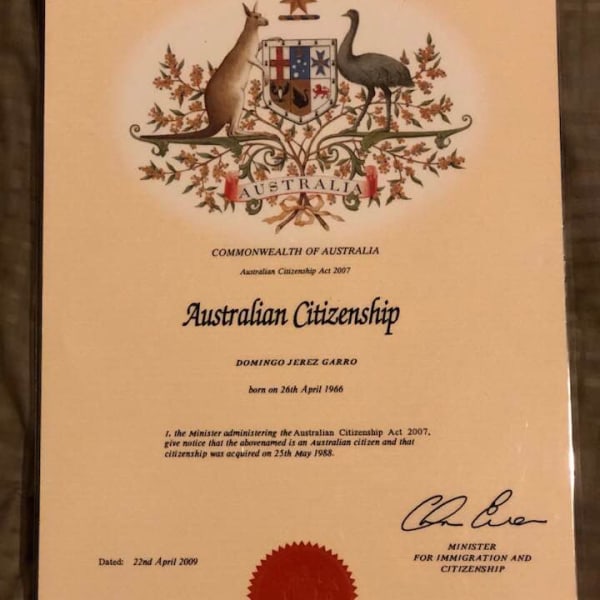 AUSTRALIA
COMMONWEALTH OF AUSTRALIA
Australian Citizenship Act 2007
Australian Citizenship
DOMINGO JEREZ GARRO
born on 26th April 1966
I, the Minister administering the Australian Citizenship Act 2007,
give notice that the abovenamed is an Australian citizen and that
citizenship was acquired on 25th May 1988.
MINISTER
FOR IMMIGRATION AND
CITIZENSHIP
Dated: 22nd April 2009